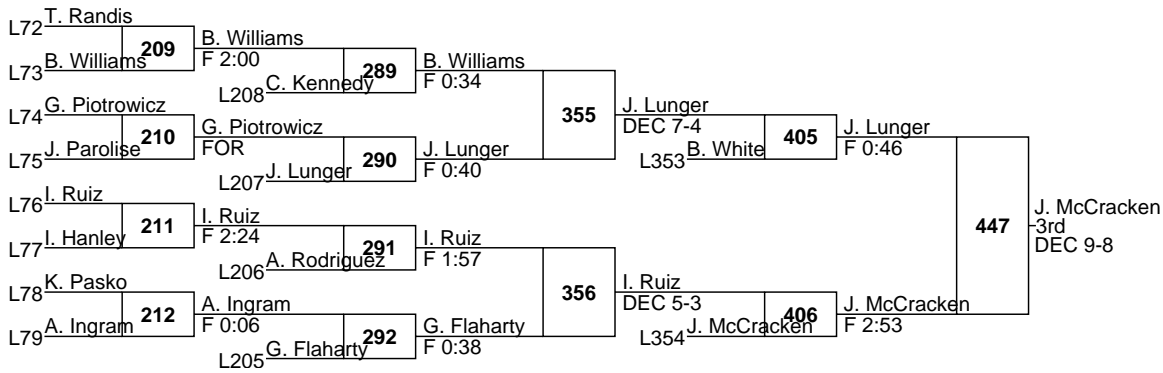 L72 T. Randis
209
L73 B. Williams
B. Williams
F 2:00
289
L208 C. Kennedy
B. Williams
F 0:34
L74 G. Piotrowicz
210
L75 J. Parolise
G. Piotrowicz
FOR
290
L207 J. Lunger
J. Lunger
F 0:40
355
J. Lunger
DEC 7-4
405
L353 B. White
J. Lunger
F 0:46
L76 I. Ruiz
211
L77 I. Hanley
I. Ruiz
F 2:24
291
L206 A. Rodriguez
I. Ruiz
F 1:57
L78 K. Pasko
212
L79 A. Ingram
A. Ingram
F 0:06
292
L205 G. Flaharty
G. Flaharty
F 0:38
356
I. Ruiz
DEC 5-3
406
L354 J. McCracken
J. McCracken
F 2:53
447
J. McCracken
3rd
DEC 9-8